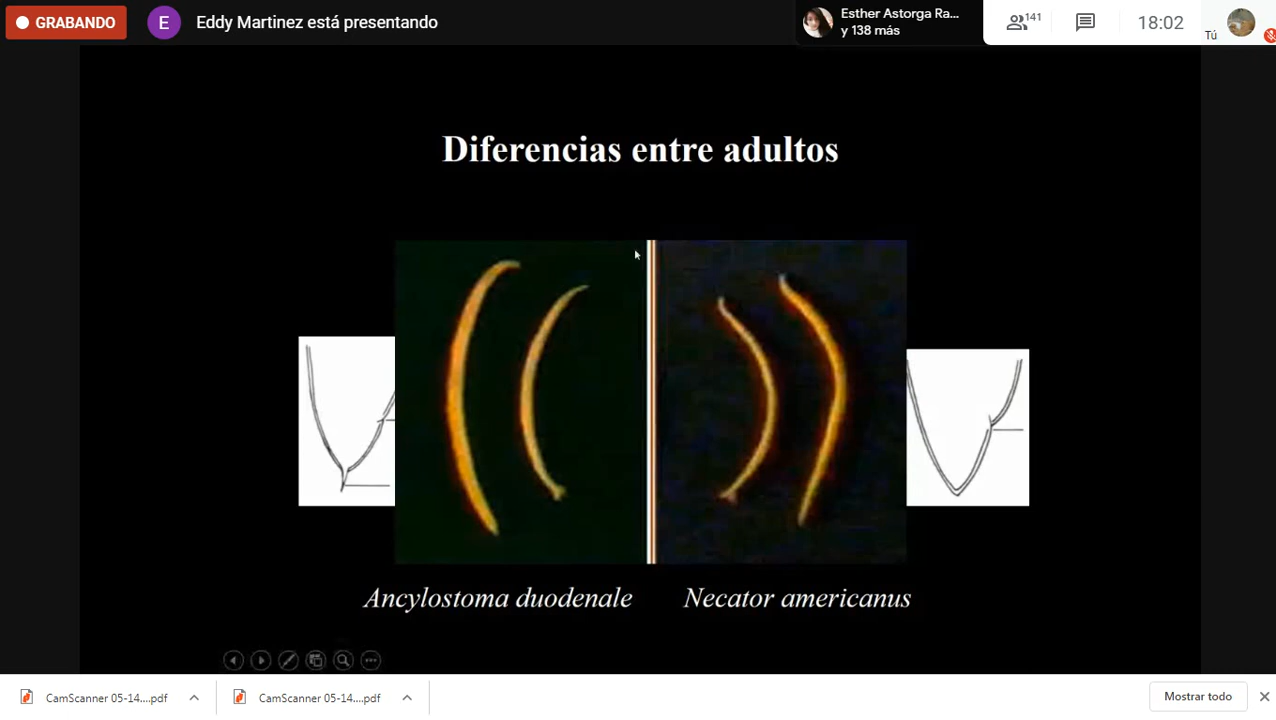 GRABANDO
E
Eddy Martinez está presentando
Esther Astorga Ra...
y 138 más
141
18:02
Tú
Diferencias entre adultos
Ancylostoma duodenale
Necator americanus
CamScanner 05-14....pdf
CamScanner 05-14....pdf
Mostrar todo